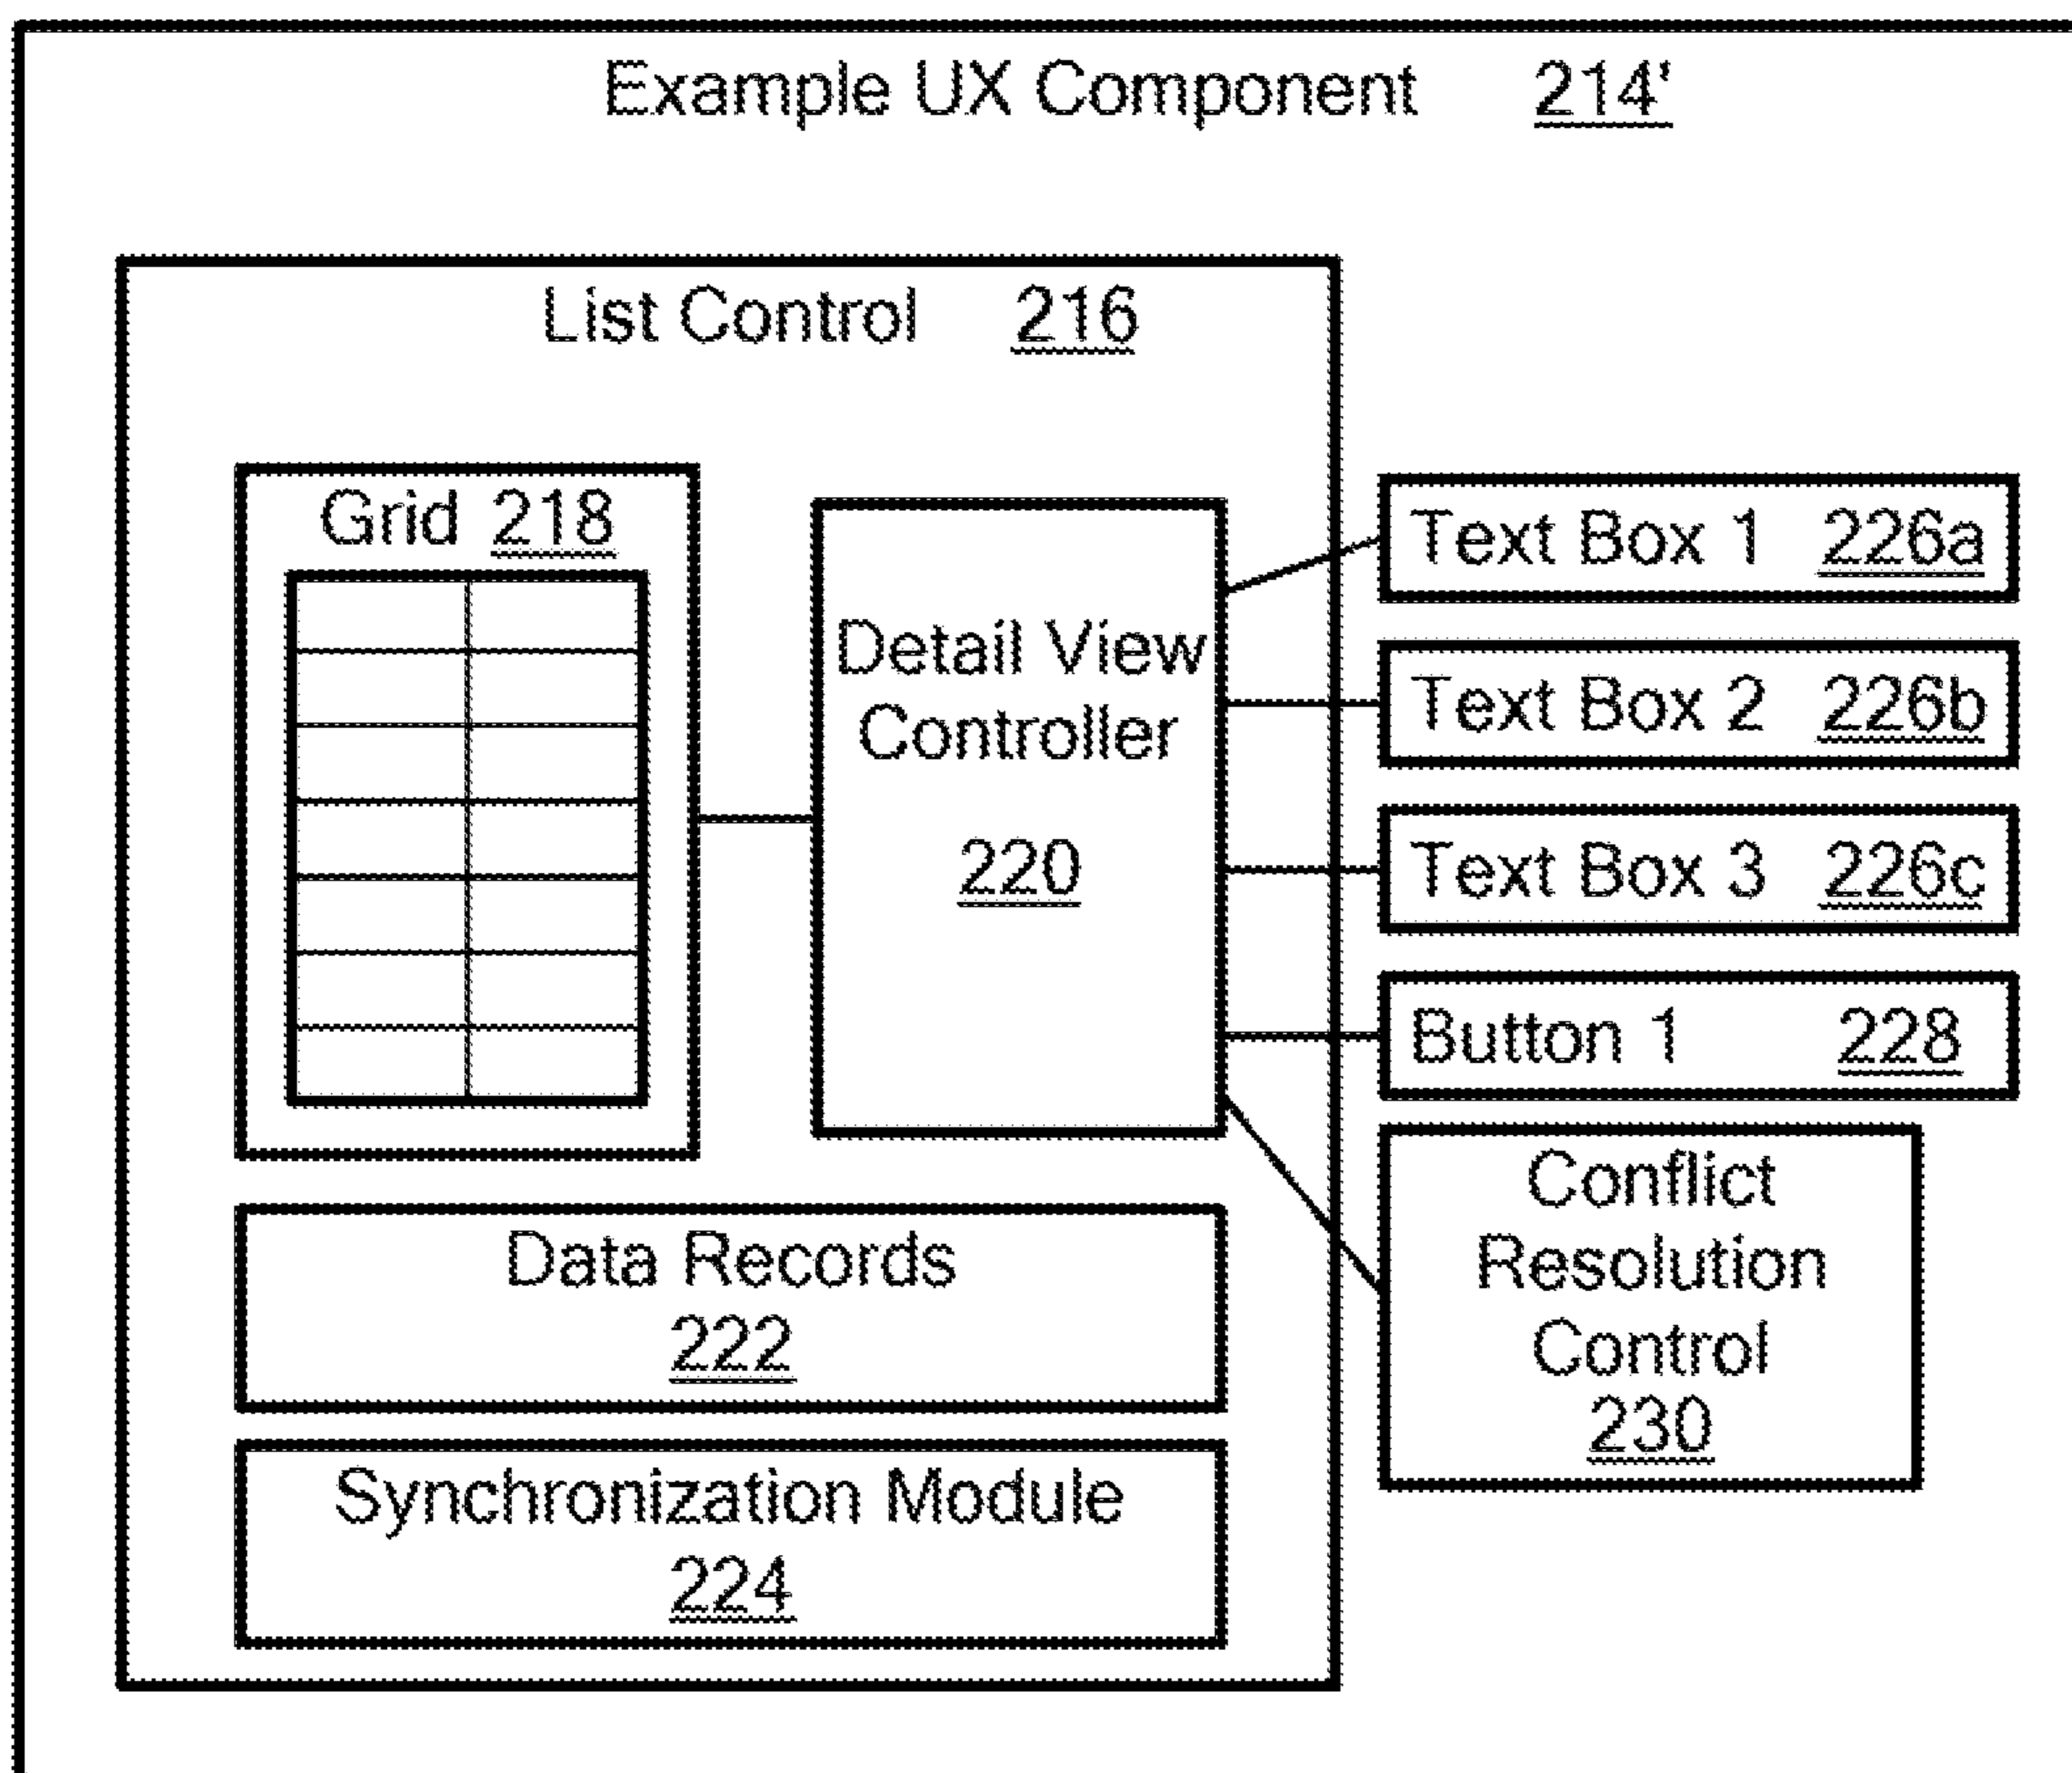 Example UX Component 214'
List Control 216
Grid 218
Detail View
Controller
220
Text Box 1 226a
Text Box 2 226b
Text Box 3 226c
Button 1 228
Conflict
Resolution
Control
230
Data Records
222
Synchronization Module
224